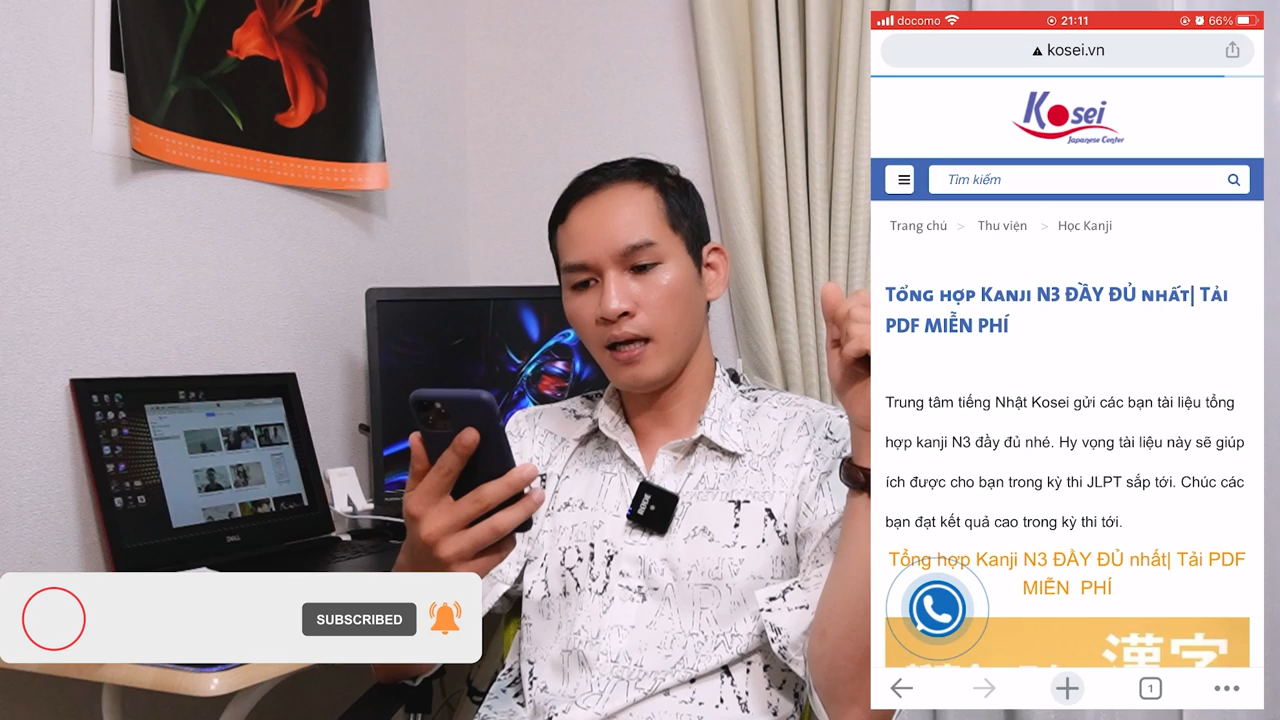 docomo
21:11
66%
kosei.vn
Kosei
Japanese Center
Tìm kiếm
Trang chủ > Thư viện > Học Kanji
Tổng hợp Kanji N3 ĐẦY ĐỦ nhất| Tải
PDF MIỄN PHÍ
Trung tâm tiếng Nhật Kosei gửi các bạn tài liệu tổng
hợp kanji N3 đầy đủ nhé. Hy vọng tài liệu này sẽ giúp
ích được cho bạn trong kỳ thi JLPT sắp tới. Chúc các
bạn đạt kết quả cao trong kỳ thi tới.
Tổng hợp Kanji N3 ĐẦY ĐỦ nhất| Tải PDF
MIỄN PHÍ
漢字
1
DELL
RØDE
SUBSCRIBED